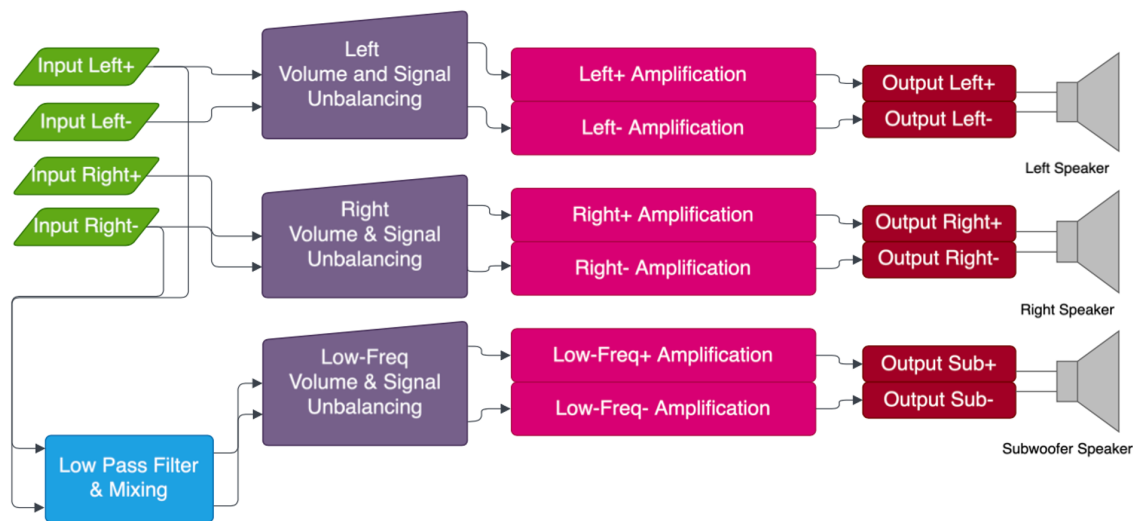 Input Left+
Input Left-
Input Right+
Input Right-
Left
Volume and Signal
Unbalancing
Left+ Amplification
Left- Amplification
Output Left+
Output Left-
Left Speaker
Right
Volume & Signal
Unbalancing
Right+ Amplification
Right- Amplification
Output Right+
Output Right-
Right Speaker
Low-Freq
Volume & Signal
Unbalancing
Low-Freq+ Amplification
Low-Freq- Amplification
Output Sub+
Output Sub-
Subwoofer Speaker
Low Pass Filter
& Mixing